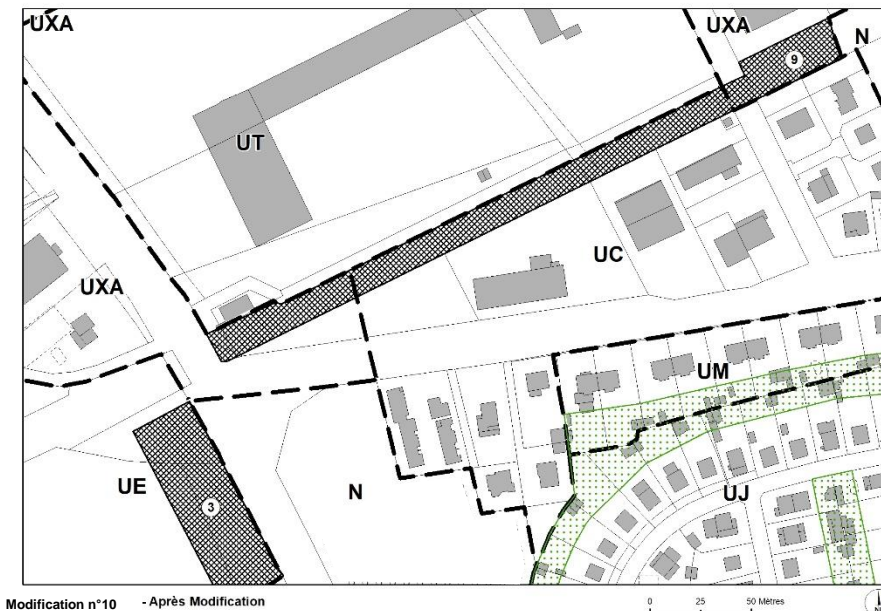 UXA
UXA
N
9
UT
UC
UXA
UM
UE
N
UJ
3
Modification n°10 - Après Modification
0 25 50 Mètres